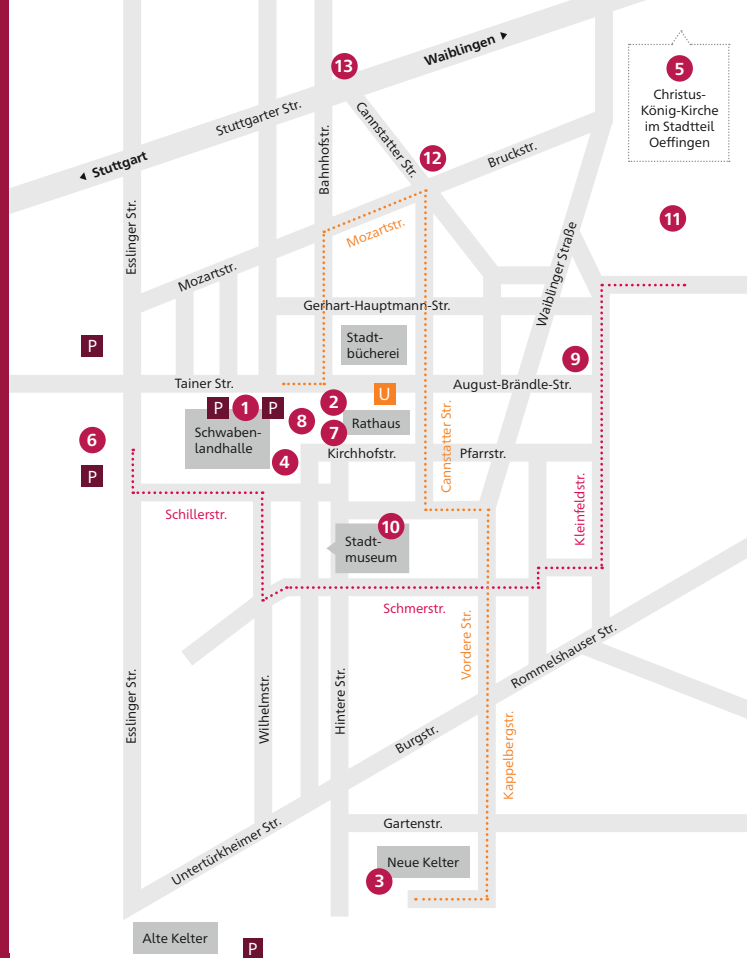 13
Waiblingen
5
Christus-
König-Kirche
im Stadtteil
Oeffingen
Stuttgarter Str.
Cannstatter Str.
Bahnhofstr.
12
Bruckstr.
Stuttgart
Esslinger Str.
11
Mozartstr.
Mozartstr.
Waiblinger Straße
Gerhart-Hauptmann-Str.
P
Stadt-
bücherei
9
Tainer Str.
U
August-Brändle-Str.
P
1
P
2
8
7
Rathaus
6
Schwaben-
landhalle
4
Kirchhofstr.
Cannstatter Str.
Pfarrstr.
P
Schillerstr.
10
Stadt-
museum
Kleinfeldstr.
Schmerstr.
Vordere Str.
Rommelshauser Str.
Esslinger Str.
Wilhelmstr.
Hintere Str.
Burgstr.
Kappelbergstr.
Untertürkheimer Str.
Gartenstr.
Neue Kelter
3
Alte Kelter
P